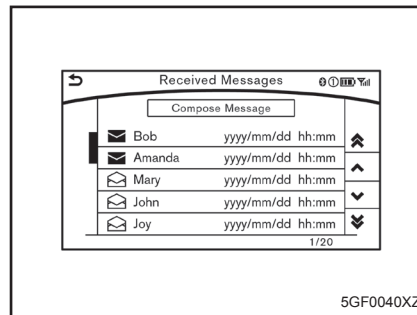 Received Messages 1
Compose Message
Bob yyyy/mm/dd hh:mm
Amanda yyyy/mm/dd hh:mm
Mary yyyy/mm/dd hh:mm
John yyyy/mm/dd hh:mm
Joy yyyy/mm/dd hh:mm
1/20
5GF0040XZ